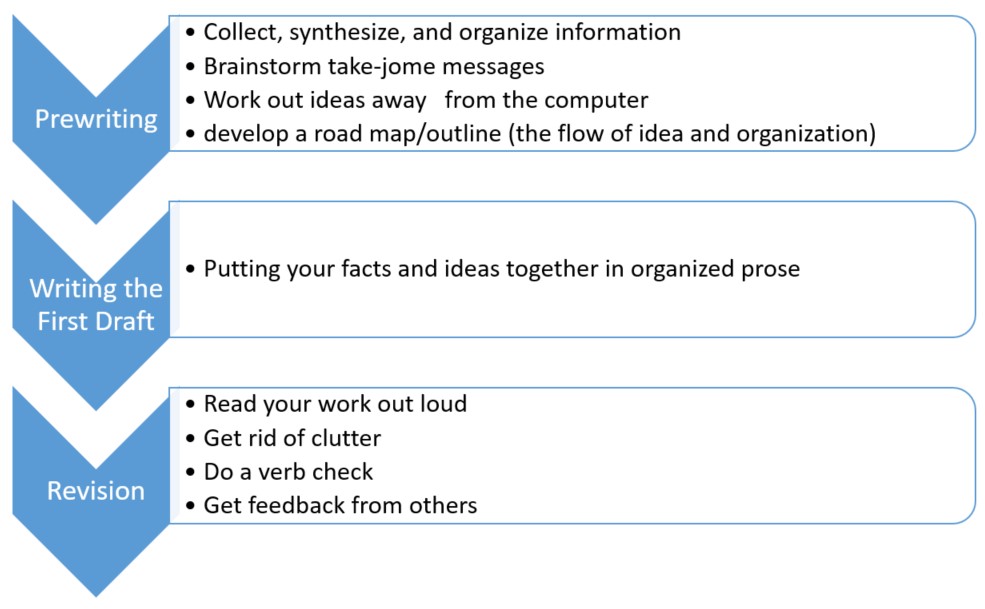 Prewriting
• Collect, synthesize, and organize information
• Brainstorm take-jome messages
• Work out ideas away   from the computer
• develop a road map/outline (the flow of idea and organization)
Writing the
First Draft
• Putting your facts and ideas together in organized prose
Revision
• Read your work out loud
• Get rid of clutter
• Do a verb check
• Get feedback from others